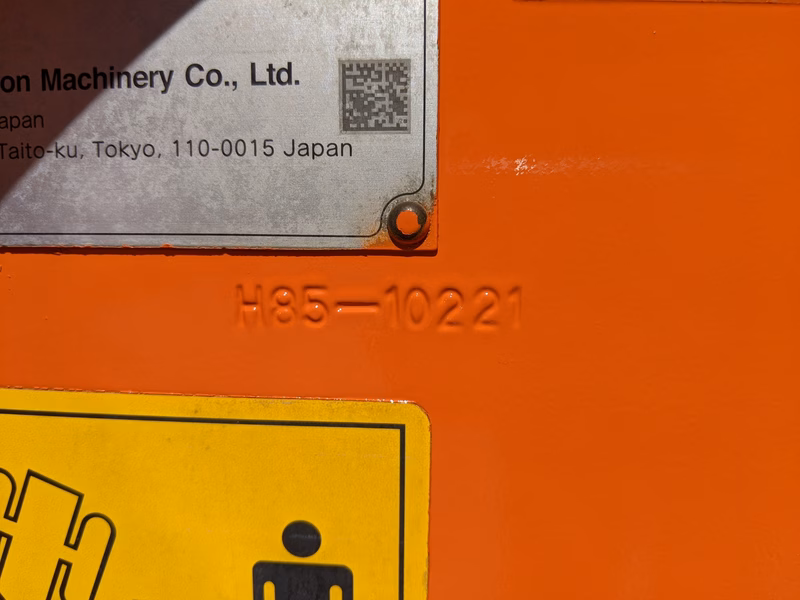 on Machinery Co., Ltd.
apan
Taito-ku, Tokyo, 110-0015 Japan
H85-10221